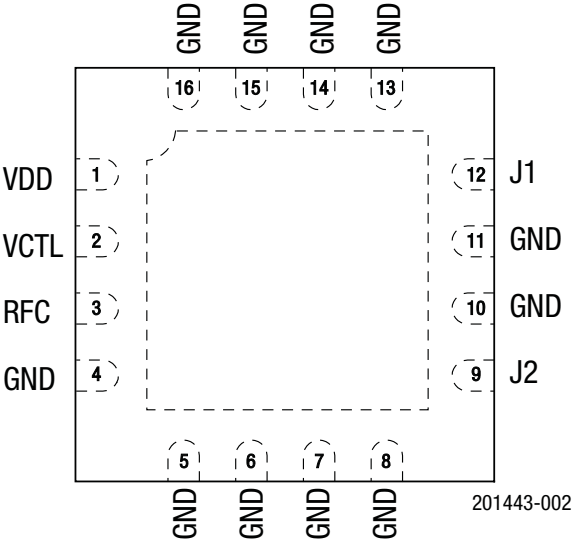 GND GND GND GND
16 15 14 13
VDD 1 12 J1
VCTL 2 11 GND
RFC 3 10 GND
GND 4 9 J2
5 6 7 8
GND GND GND GND
201443-002